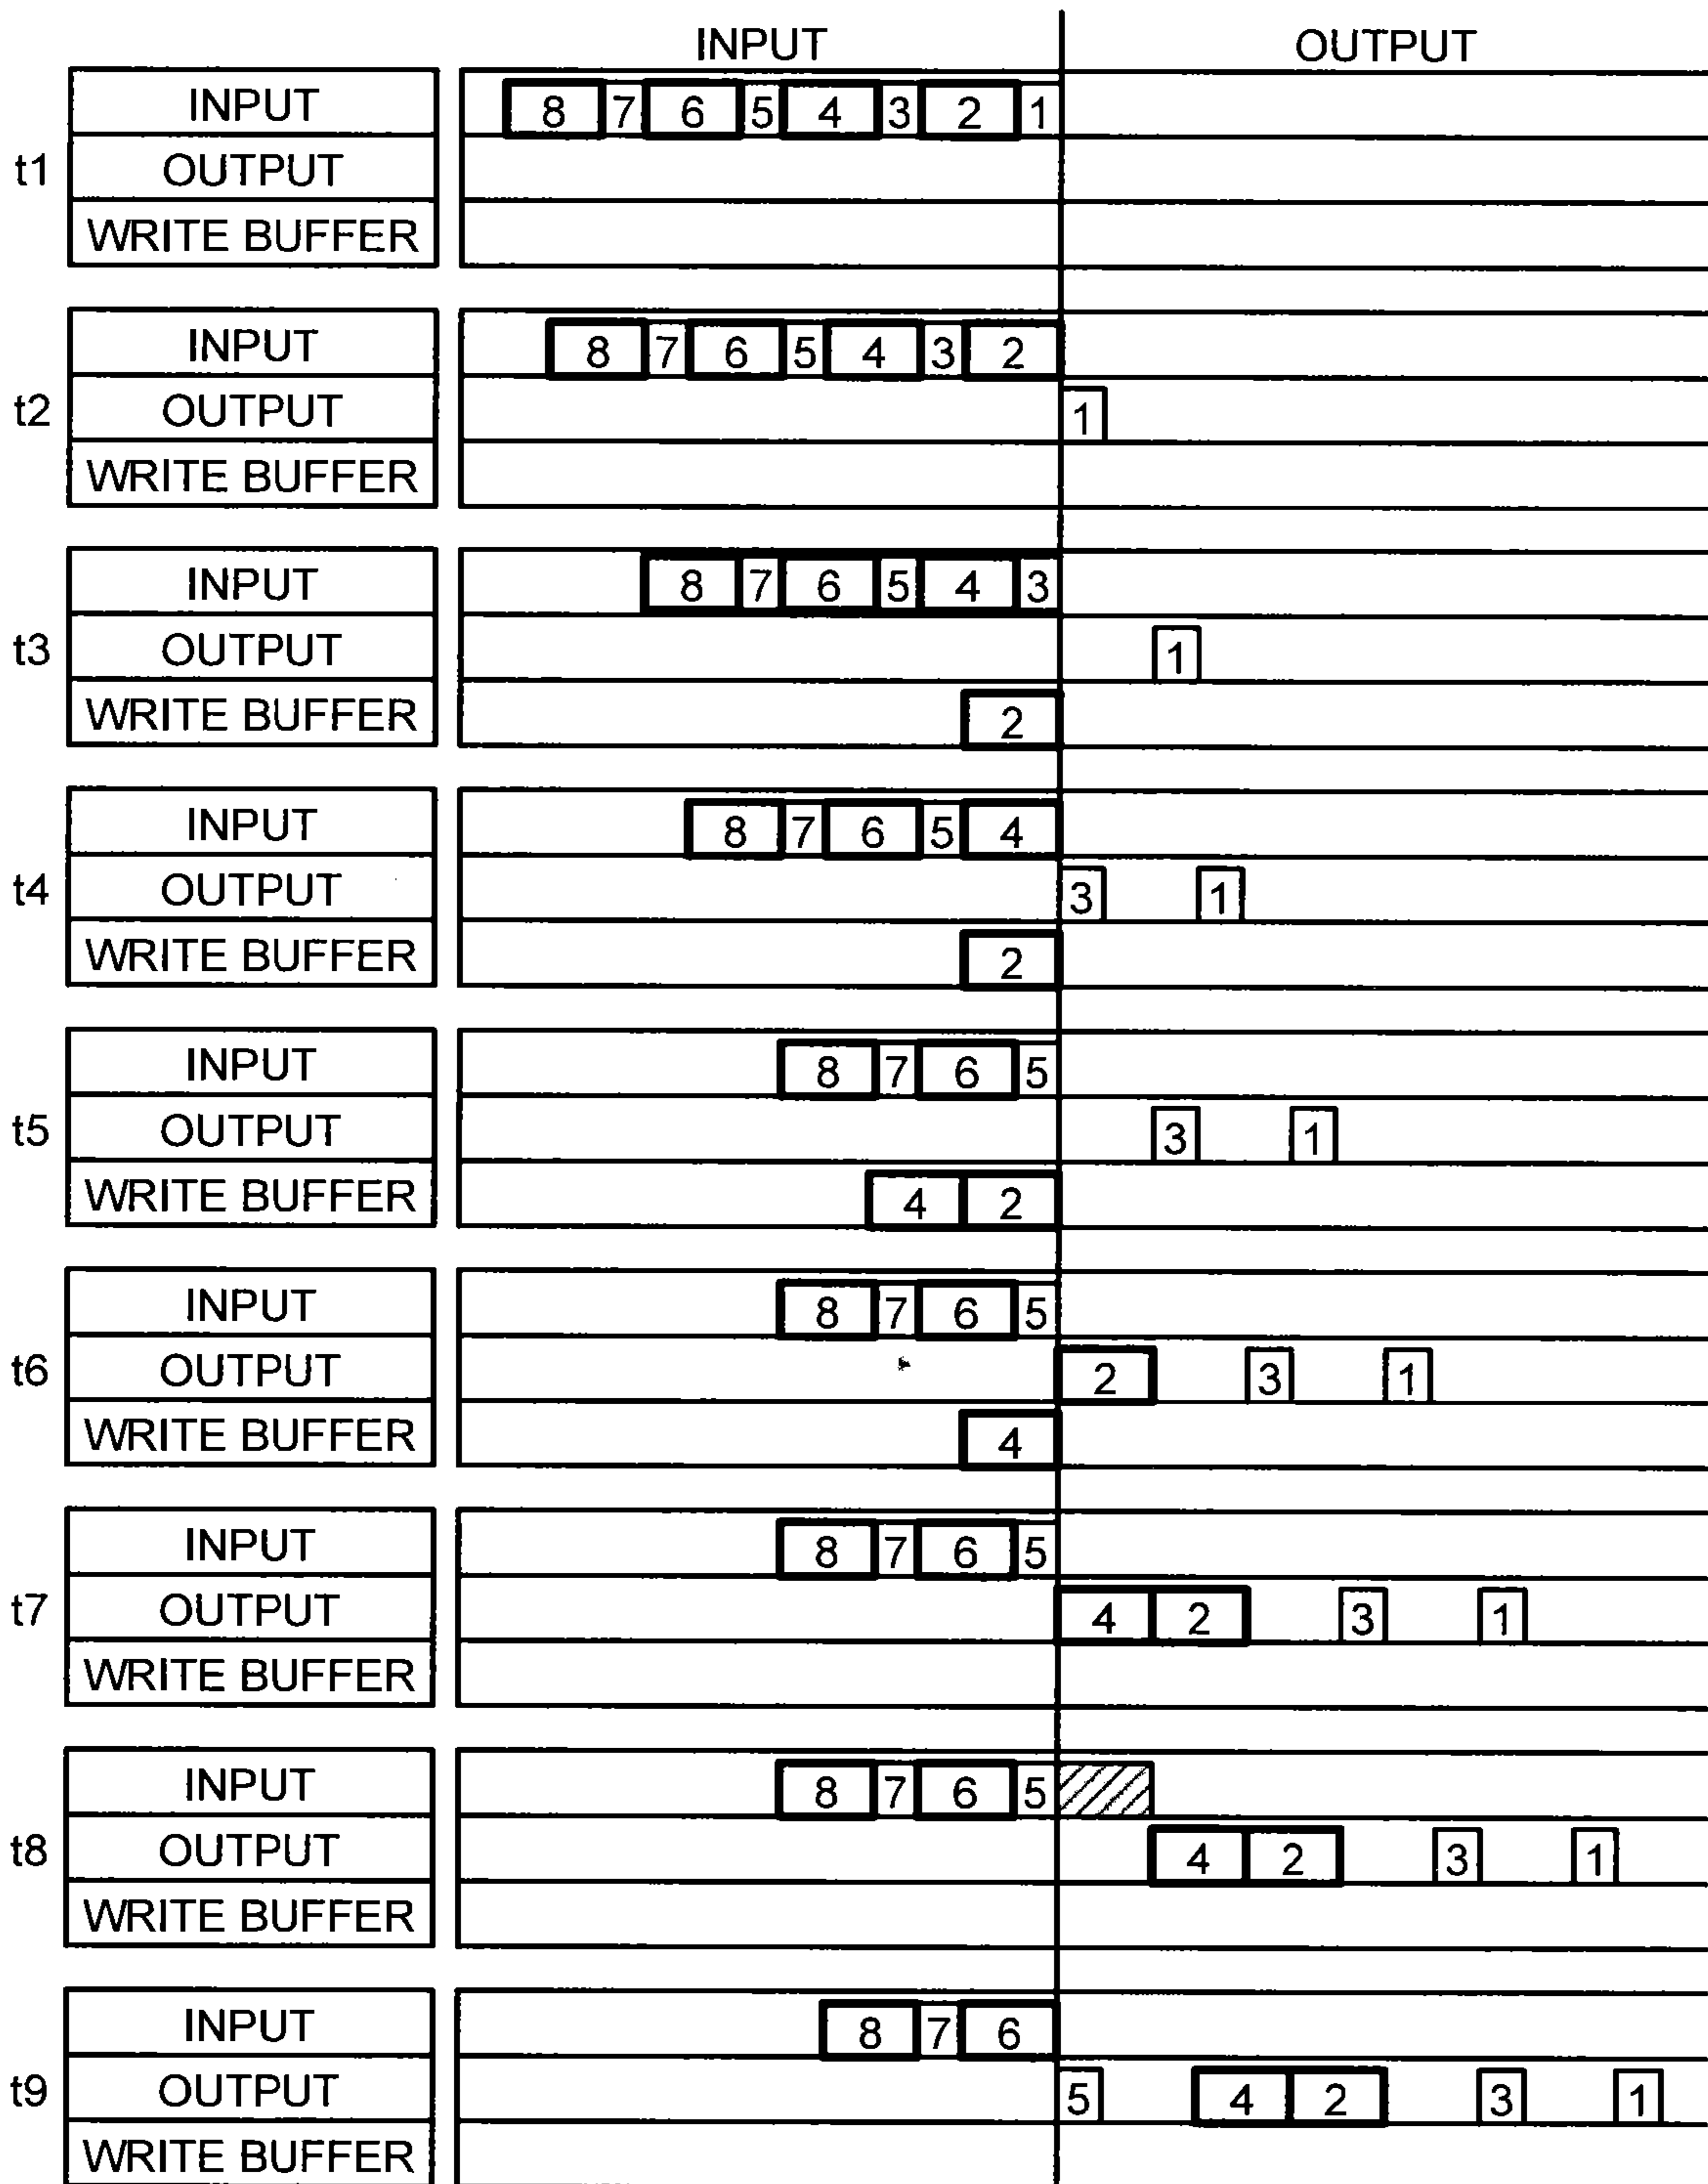 INPUT OUTPUT
INPUT 8 7 6 5 4 3 2 1
t1 OUTPUT
WRITE BUFFER
INPUT 8 7 6 5 4 3 2
t2 OUTPUT 1
WRITE BUFFER
INPUT 8 7 6 5 4 3
t3 OUTPUT 1
WRITE BUFFER 2
INPUT 8 7 6 5 4
t4 OUTPUT 3 1
WRITE BUFFER 2
INPUT 8 7 6 5
t5 OUTPUT 3 1
WRITE BUFFER 4 2
INPUT 8 7 6 5
t6 OUTPUT 2 3 1
WRITE BUFFER 4
INPUT 8 7 6 5
t7 OUTPUT 4 2 3 1
WRITE BUFFER
INPUT 8 7 6 5
t8 OUTPUT 4 2 3 1
WRITE BUFFER
INPUT 8 7 6
t9 OUTPUT 5 4 2 3 1
WRITE BUFFER